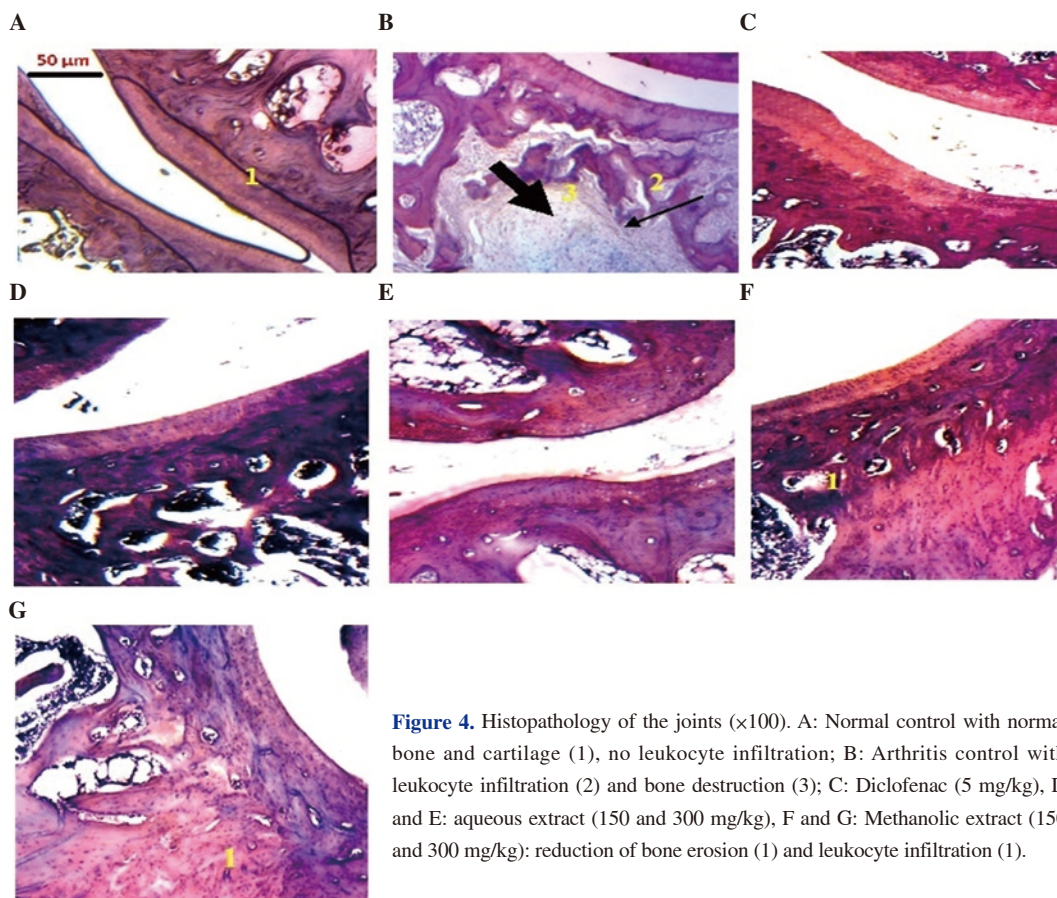 A
B
C
50 µm
1
2
3
D
E
F
1
G
1
Figure 4. Histopathology of the joints (×100). A: Normal control with normal
bone and cartilage (1), no leukocyte infiltration; B: Arthritis control with
leukocyte infiltration (2) and bone destruction (3); C: Diclofenac (5 mg/kg), D
and E: aqueous extract (150 and 300 mg/kg), F and G: Methanolic extract (150
and 300 mg/kg): reduction of bone erosion (1) and leukocyte infiltration (1).